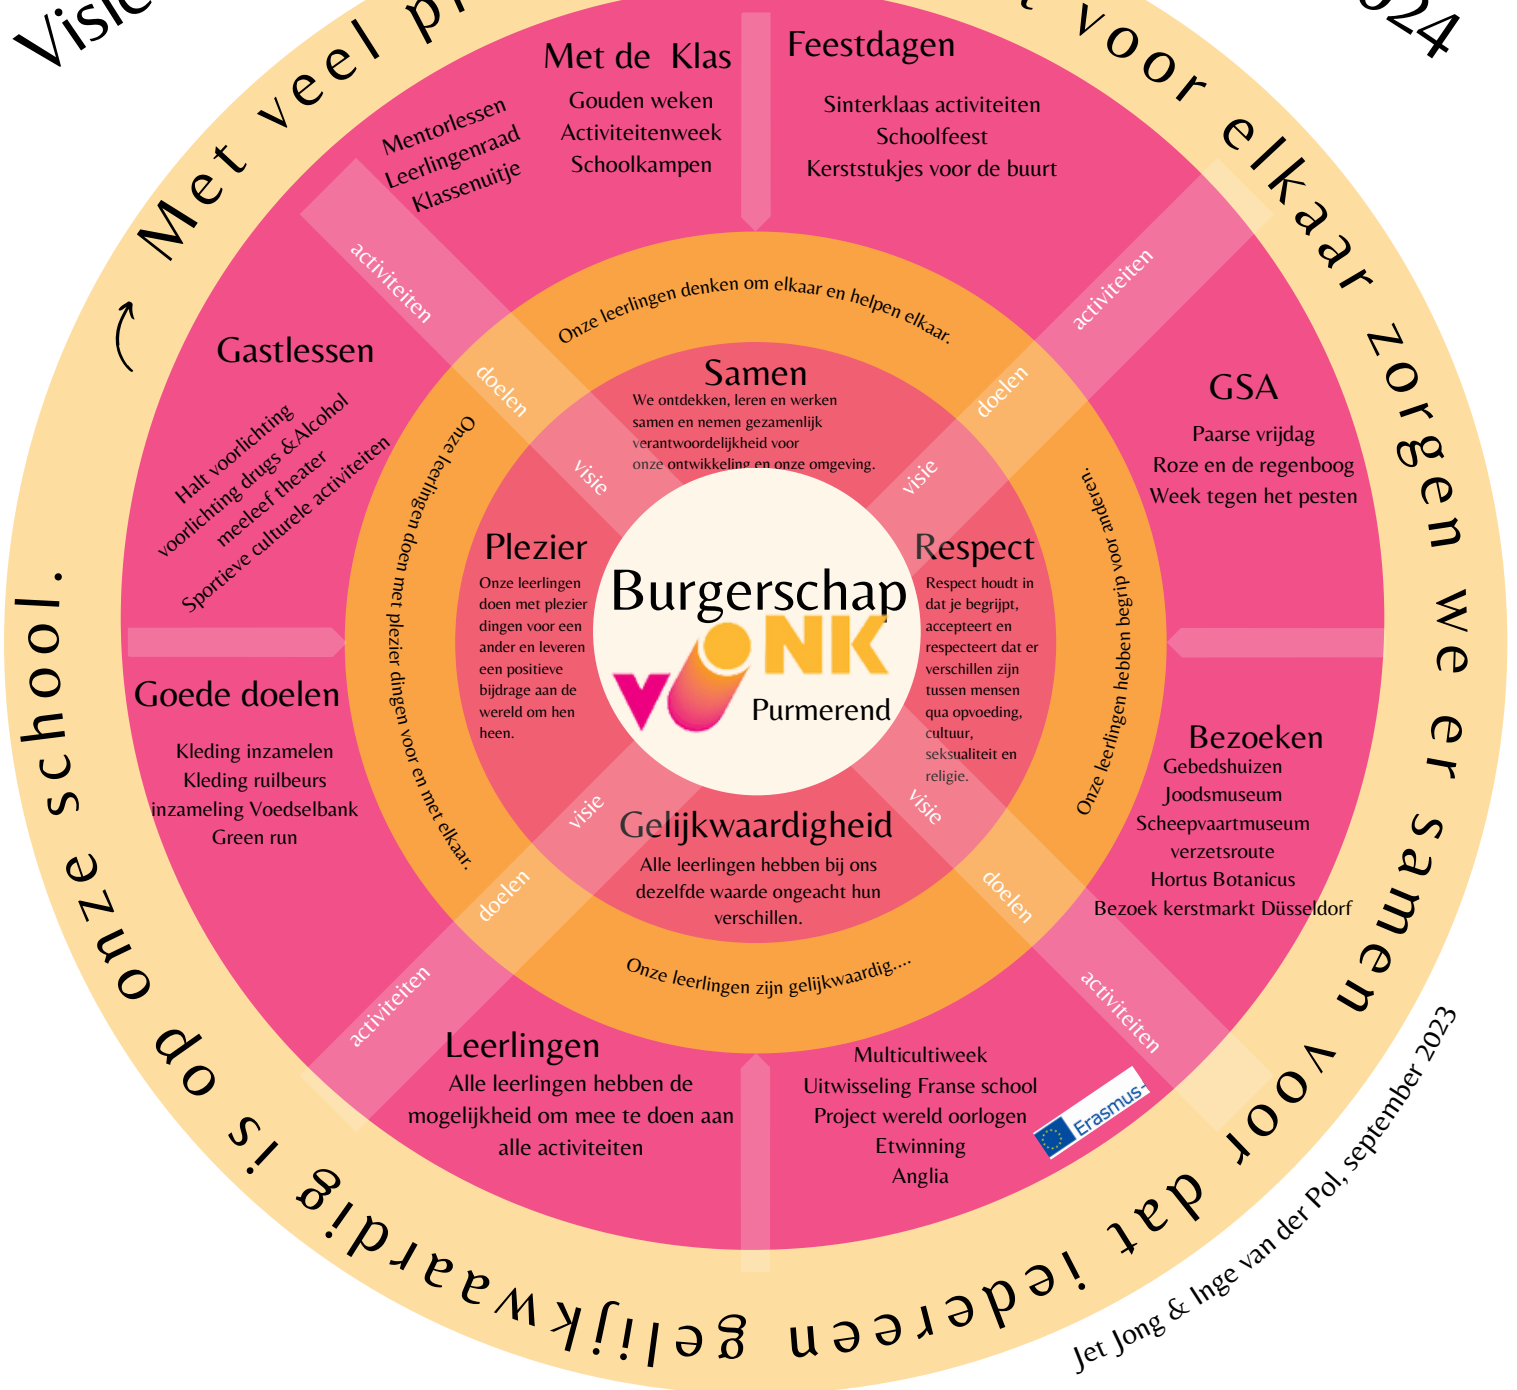 Met veel
voor elkaar zorgen we er samen voor dat iedereen gelijkwaardig is op onze school.
Met de Klas
Gouden weken
Activiteitenweek
Schoolkampen
Mentorlessen
Leerlingenraad
Klassenuitje
Feestdagen
Sinterklaas activiteiten
Schoolfeest
Kerststukjes voor de buurt
GSA
Paarse vrijdag
Roze en de regenboog
Week tegen het pesten
Bezoeken
Gebedshuizen
Joodsmuseum
Scheepvaartmuseum
verzetsroute
Hortus Botanicus
Bezoek kerstmarkt Düsseldorf
Multicultiweek
Uitwisseling Franse school
Project wereld oorlogen
Etwinning
Anglia
Erasmus-
Leerlingen
Alle leerlingen hebben de
mogelijkheid om mee te doen aan
alle activiteiten
Goede doelen
Kleding inzamelen
Kleding ruilbeurs
inzameling Voedselbank
Green run
Gastlessen
Halt voorlichting
voorlichting drugs &Alcohol
meeleef theater
Sportieve culturele activiteiten
activiteiten
doelen
visie
activiteiten
doelen
visie
activiteiten
doelen
visie
activiteiten
doelen
visie
Onze leerlingen denken om elkaar en helpen elkaar.
Onze leerlingen hebben begrip voor anderen.
Onze leerlingen zijn gelijkwaardig....
Onze leerlingen doen met plezier dingen voor en met elkaar.
Samen
We ontdekken, leren en werken
samen en nemen gezamenlijk
verantwoordelijkheid voor
onze ontwikkeling en onze omgeving.
Respect
Respect houdt in
dat je begrijpt,
accepteert en
respecteert dat er
verschillen zijn
tussen mensen
qua opvoeding,
cultuur,
seksualiteit en
religie.
Gelijkwaardigheid
Alle leerlingen hebben bij ons
dezelfde waarde ongeacht hun
verschillen.
Plezier
Onze leerlingen
doen met plezier
dingen voor een
ander en leveren
een positieve
bijdrage aan de
wereld om hen
heen.
Burgerschap
VONK
Purmerend
Jet Jong & Inge van der Pol, september 2023